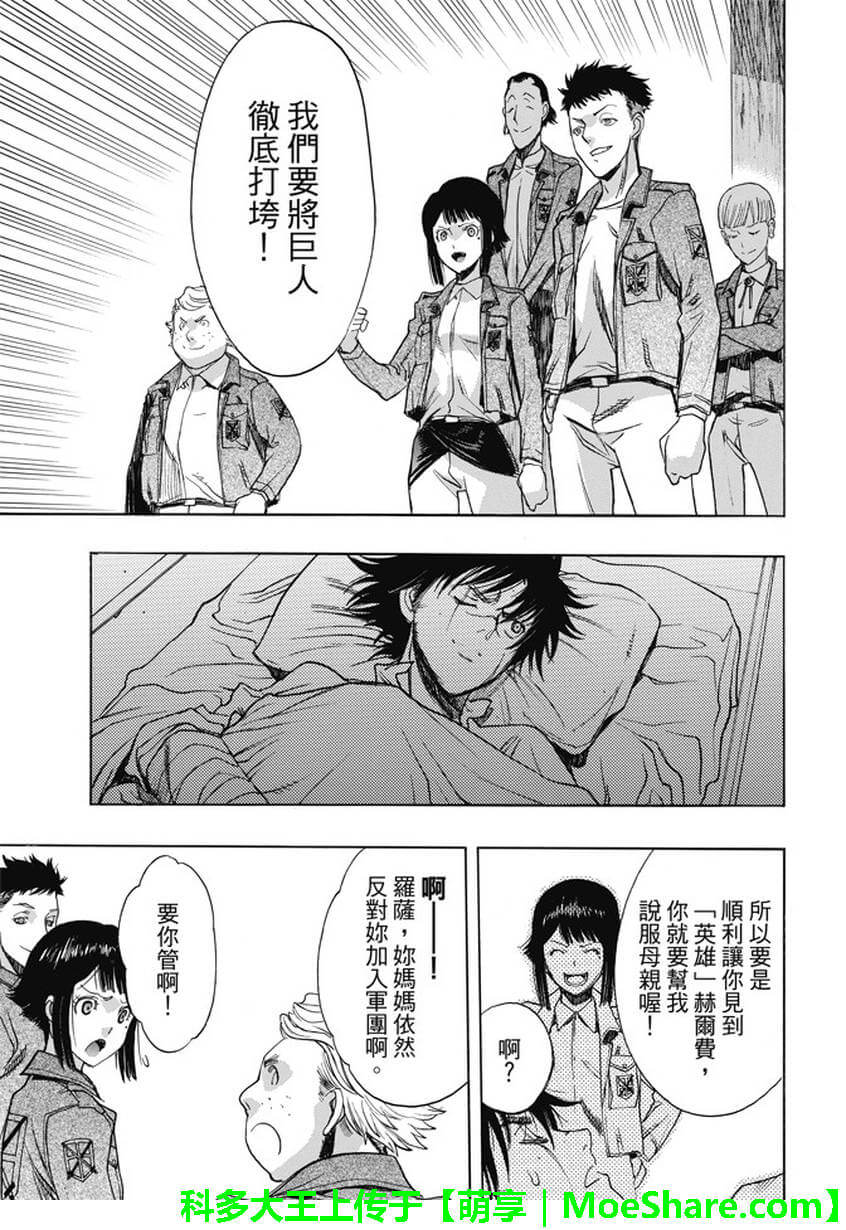 我們要將巨人
徹底打垮！
所以要是
順利讓你見到
「英雄」赫爾費，
你就要幫我
說服母親喔！
啊？
啊——！
羅薩，妳媽媽依然
反對妳加入軍團啊。
要你管啊！
科多大王上传于【萌享｜MoeShare.com】